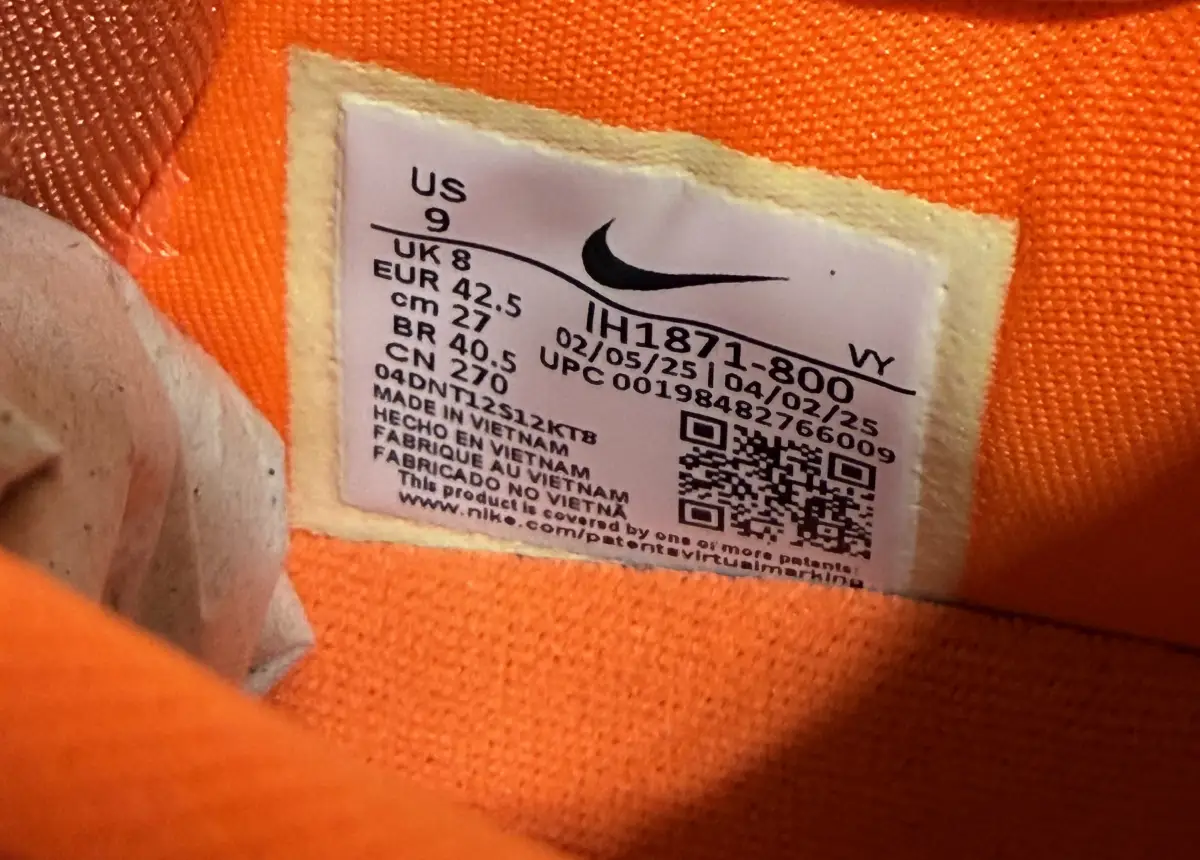 US
9
UK 8
EUR 42.5
cm 27
BR 40.5
CN 270
04DNT12S12KT8
MADE IN VIETNAM
HECHO EN VIETNAM
FABRIQUE AU VIETNAM
FABRICADO NO VIETNÃ
This product is covered by one or more patents:
www.nike.com/patentsvirtualmarking
VY
IH1871-800
02/05/25 | 04/02/25
UPC 00198482766009